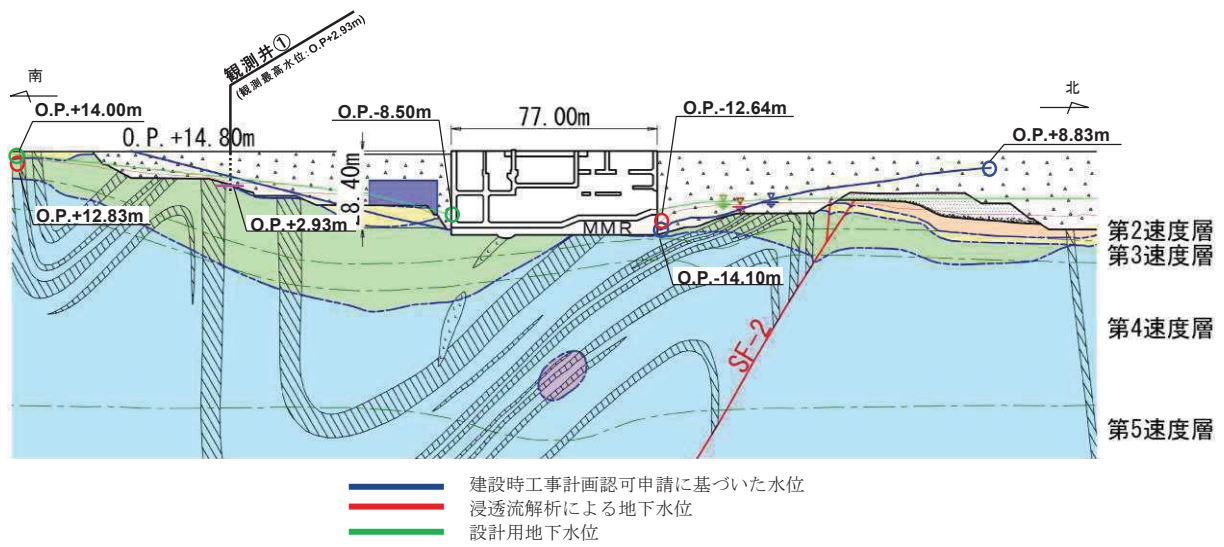 観測井①
(観測最高水位:O.P+2.93m)
南
北
O.P.+14.00m
O.P.-8.50m
77.00m
O.P.-12.64m
O.P.+8.83m
O.P.+14.80m
-8.40m
O.P.+12.83m
O.P.+2.93m
MMR
O.P.-14.10m
第2速度層
第3速度層
第4速度層
SF-2
第5速度層
建設時工事計画認可申請に基づいた水位
浸透流解析による地下水位
設計用地下水位